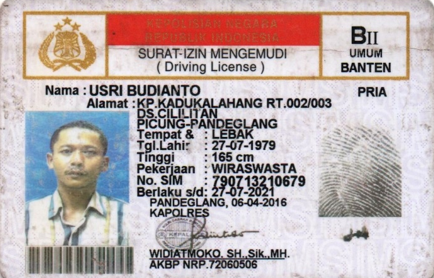 KEPOLISIAN NEGARA
REPUBLIK INDONESIA
SURAT-IZIN MENGEMUDI
( Driving License )
BII
UMUM
BANTEN
Nama : USRI BUDIANTO
PRIA
Alamat : KP.KADUKALAHANG RT.002/003
DS.CILILITAN
PICUNG-PANDEGLANG
Tempat & : LEBAK
Tgl.Lahir : 27-07-1979
Tinggi : 165 cm
Pekerjaan : WIRASWASTA
No. SIM : 790713210679
Berlaku s/d: 27-07-2021
PANDEGLANG, 06-04-2016
KAPOLRES
WIDIATMOKO, SH.,Sik.,MH.
AKBP NRP.72060506